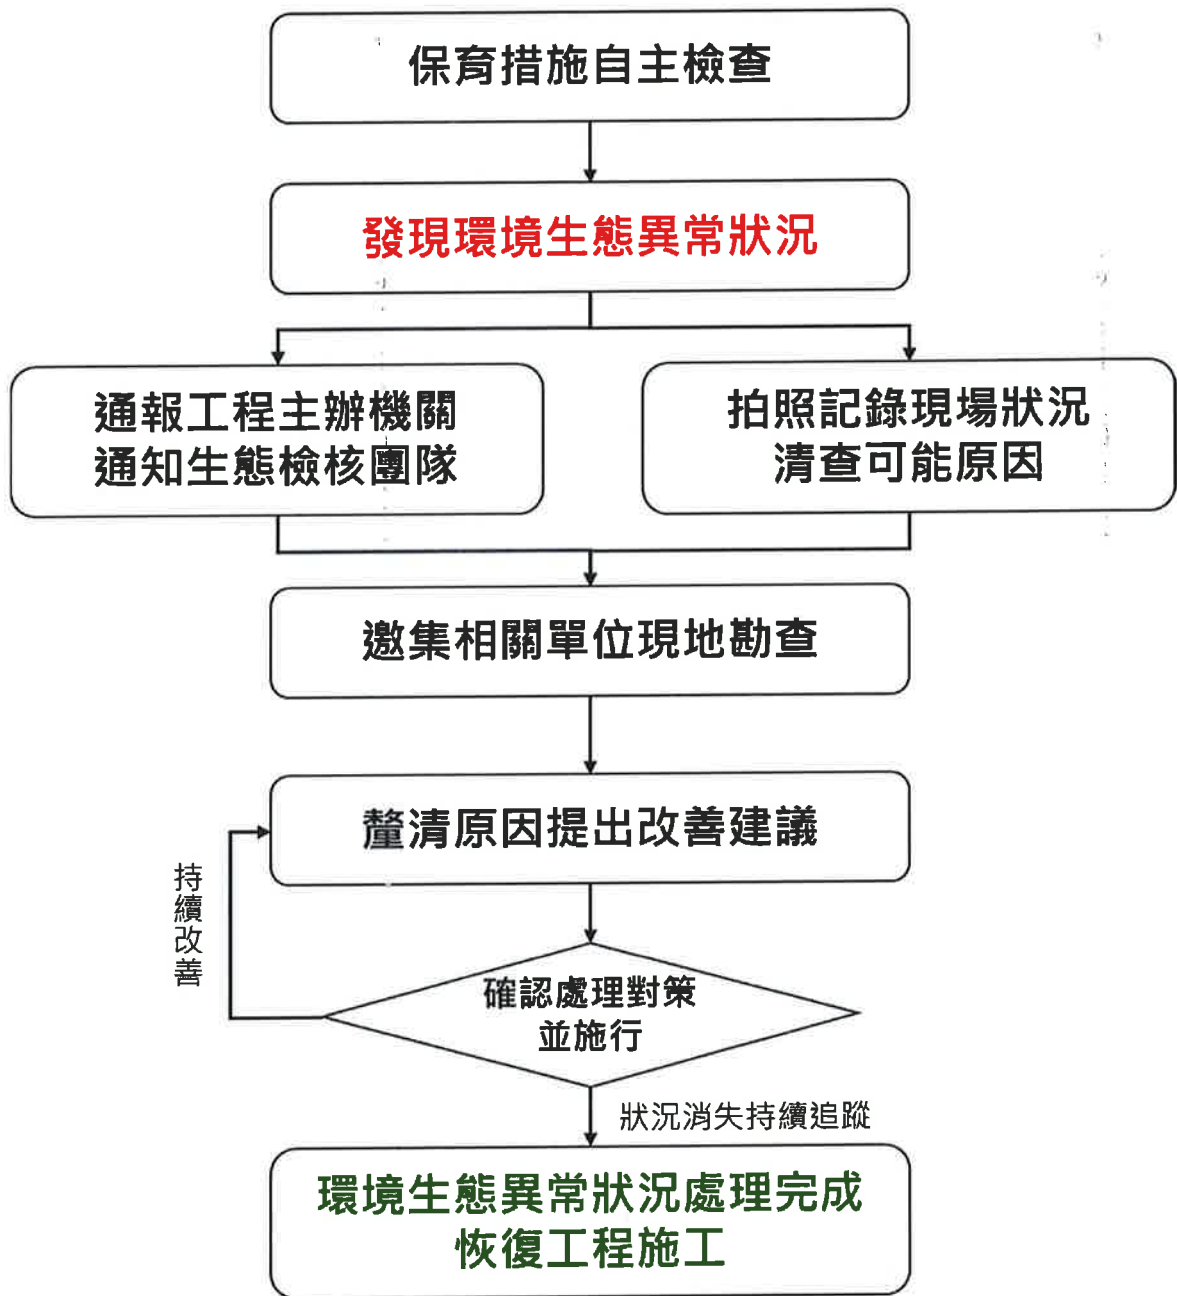 保育措施自主檢查
發現環境生態異常狀況
通報工程主辦機關
通知生態檢核團隊
拍照記錄現場狀況
清查可能原因
邀集相關單位現地勘查
釐清原因提出改善建議
持續改善
確認處理對策
並施行
狀況消失持續追蹤
環境生態異常狀況處理完成
恢復工程施工